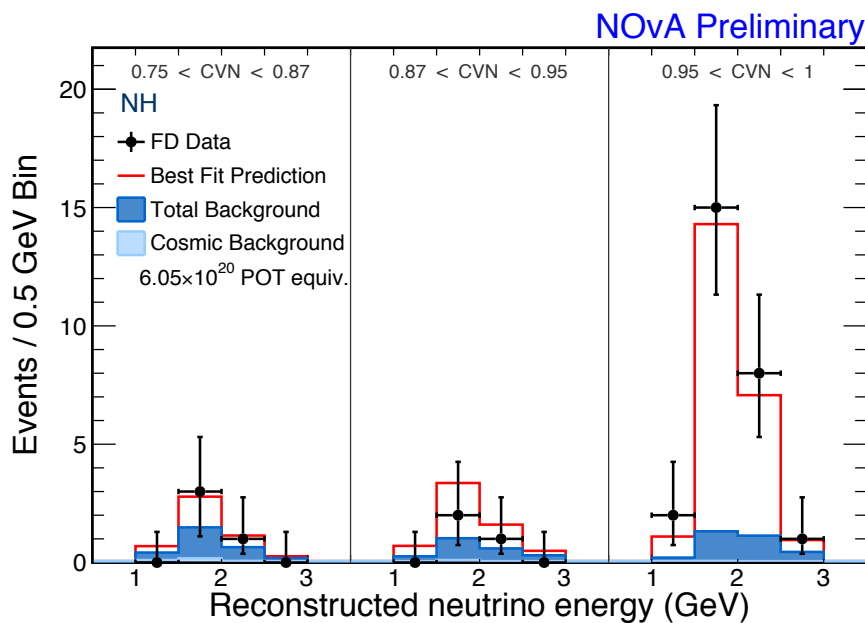 NOvA Preliminary
0.75 < CVN < 0.87
0.87 < CVN < 0.95
0.95 < CVN < 1
NH
FD Data
Best Fit Prediction
Total Background
Cosmic Background
6.05×10²⁰ POT equiv.
Events / 0.5 GeV Bin
20
15
10
5
0
1 2 3 1 2 3 1 2 3
Reconstructed neutrino energy (GeV)